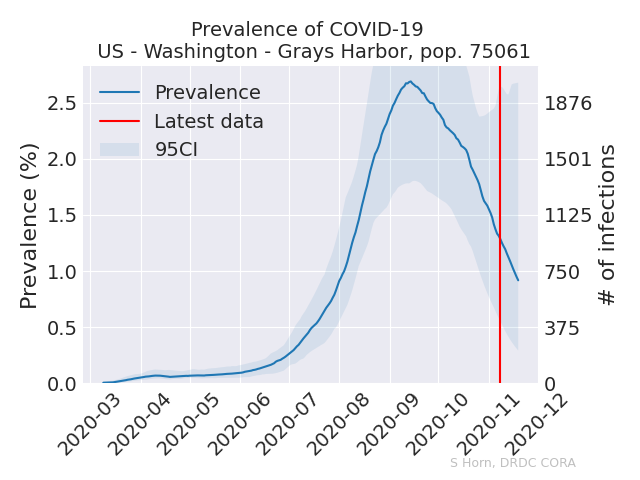 Prevalence of COVID-19
US - Washington - Grays Harbor, pop. 75061
Prevalence
Latest data
95CI
Prevalence (%)
2.5
2.0
1.5
1.0
0.5
0.0
1876
1501
1125
750
375
0
# of infections
2020-03
2020-04
2020-05
2020-06
2020-07
2020-08
2020-09
2020-10
2020-11
2020-12
S Horn, DRDC CORA